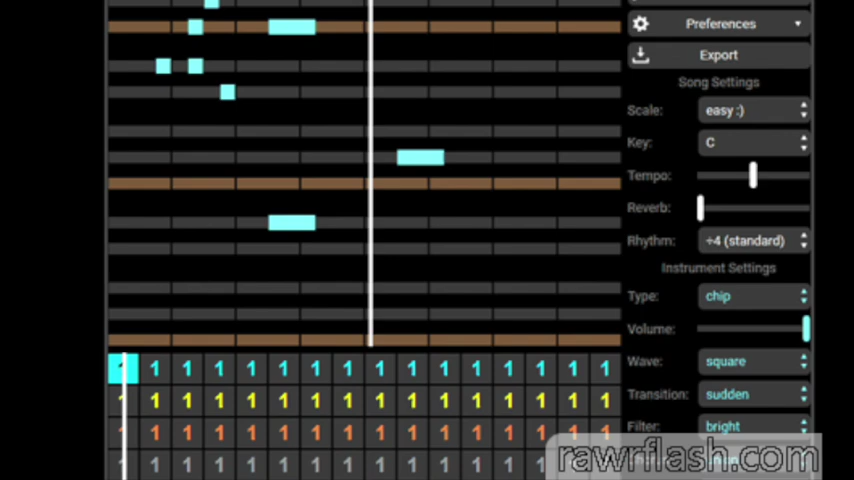 Preferences
Export
Song Settings
Scale: easy :)
Key: C
Tempo:
Reverb:
Rhythm: ÷4 (standard)
Instrument Settings
Type: chip
Volume:
Wave: square
Transition: sudden
Filter: bright
1 1 1 1 1 1 1 1 1 1 1 1 1 1 1
1 1 1 1 1 1 1 1 1 1 1 1 1 1 1
1 1 1 1 1 1 1 1 1 1 1 1 1 1 1
1 1 1 1 1 1 1 1 1 1 1 1 1 1 1
rawrflash.com